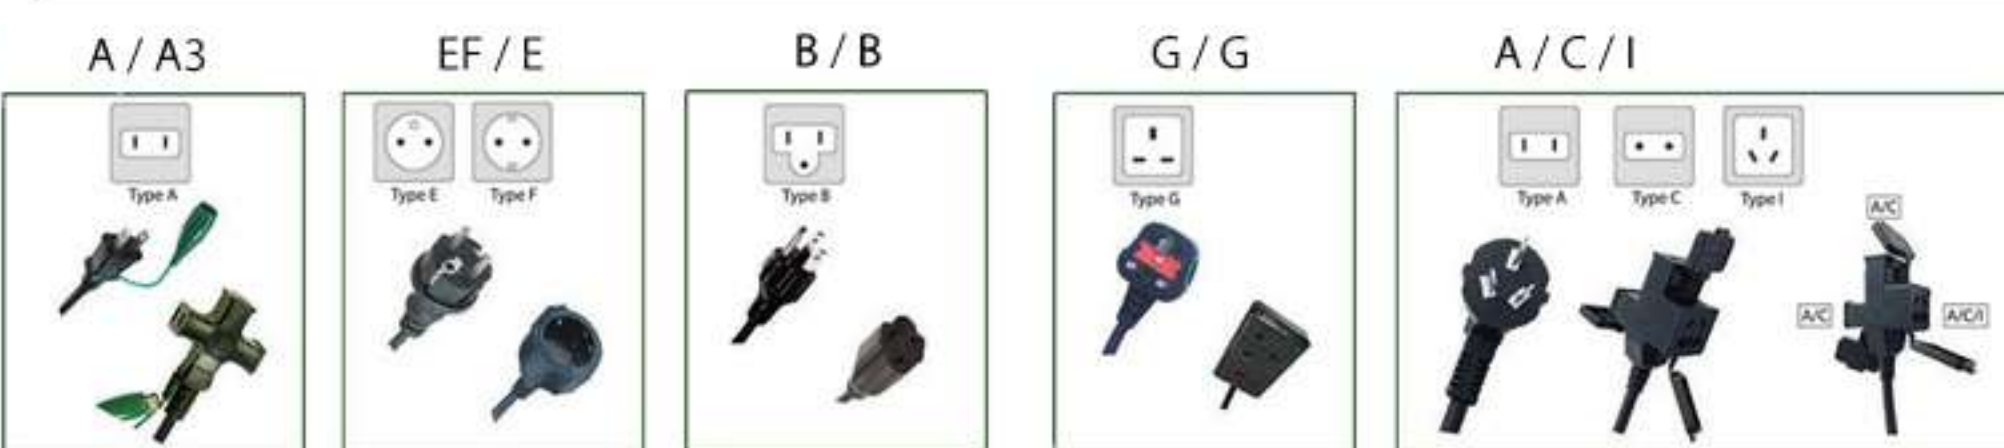 A / A3
EF / E
B / B
G / G
A / C / I
Type A
Type E
Type F
Type B
Type G
Type A
Type C
Type I
A/C
A/C
A/C/I